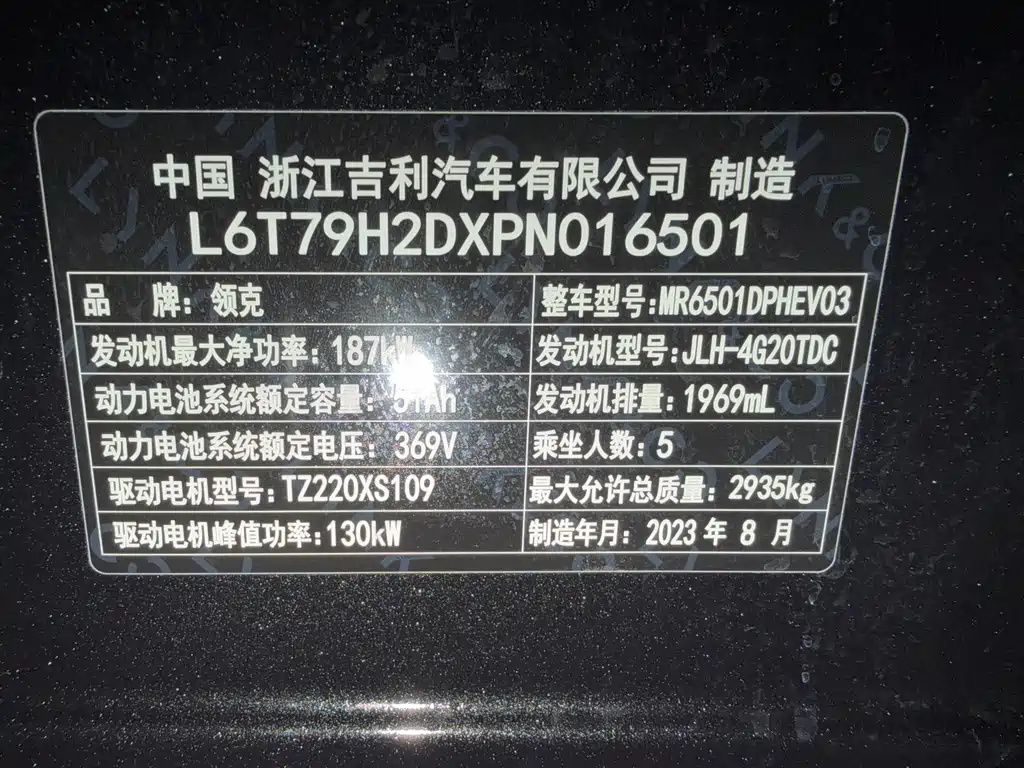 中国 浙江吉利汽车有限公司 制造
L6T79H2DXPN016501
品 牌: 领克
整车型号:MR6501DPHEV03
发动机最大净功率: 187kW
发动机型号:JLH-4G20TDC
动力电池系统额定容量: 51Ah
发动机排量: 1969mL
动力电池系统额定电压: 369V
乘坐人数: 5
驱动电机型号: TZ220XS109
最大允许总质量: 2935kg
驱动电机峰值功率:130kW
制造年月: 2023 年 8 月